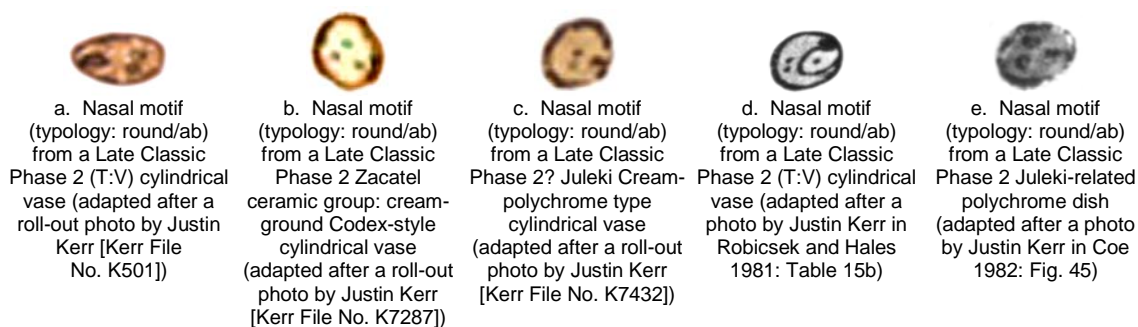 a. Nasal motif
(typology: round/ab)
from a Late Classic
Phase 2 (T:V) cylindrical
vase (adapted after a
roll-out photo by Justin
Kerr [Kerr File
No. K501])
b. Nasal motif
(typology: round/ab)
from a Late Classic
Phase 2 Zacatel
ceramic group: cream-
ground Codex-style
cylindrical vase
(adapted after a roll-out
photo by Justin Kerr
[Kerr File No. K7287])
c. Nasal motif
(typology: round/ab)
from a Late Classic
Phase 2? Juleki Cream-
polychrome type
cylindrical vase
(adapted after a roll-out
photo by Justin Kerr
[Kerr File No. K7432])
d. Nasal motif
(typology: round/ab)
from a Late Classic
Phase 2 (T:V) cylindrical
vase (adapted after a
photo by Justin Kerr in
Robicsek and Hales
1981: Table 15b)
e. Nasal motif
(typology: round/ab)
from a Late Classic
Phase 2 Juleki-related
polychrome dish
(adapted after a photo
by Justin Kerr in Coe
1982: Fig. 45)